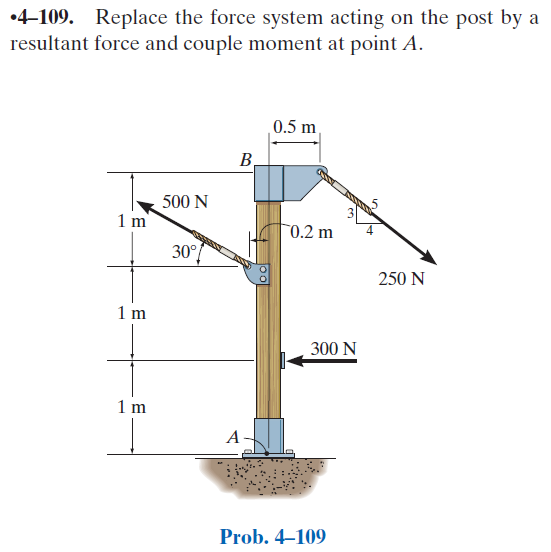 •4–109. Replace the force system acting on the post by a
resultant force and couple moment at point A.
0.5 m
B
500 N
1 m
30°
0.2 m
3
5
4
250 N
1 m
300 N
1 m
A
Prob. 4–109